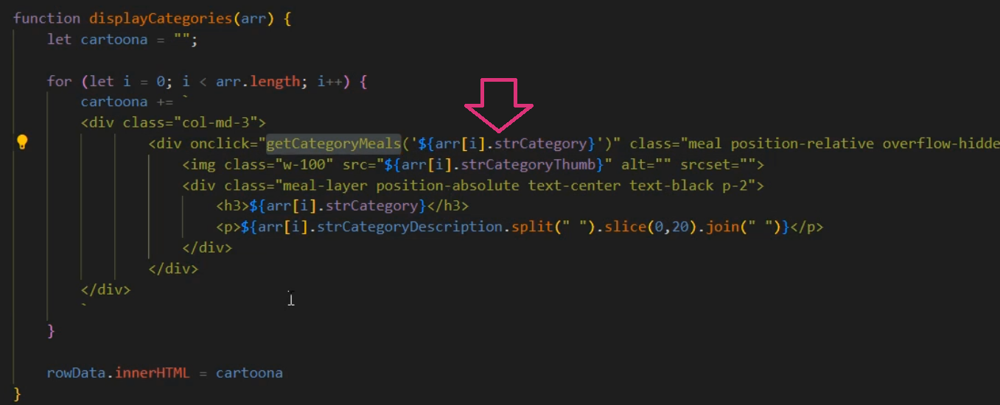 function displayCategories(arr) {
let cartoona = "";
for (let i = 0; i < arr.length; i++) {
cartoona += `
<div class="col-md-3">
<div onclick="getCategoryMeals('${arr[i].strCategory}')" class="meal position-relative overflow-hidde
<img class="w-100" src="${arr[i].strCategoryThumb}" alt="" srcset="">
<div class="meal-layer position-absolute text-center text-black p-2">
<h3>${arr[i].strCategory}</h3>
<p>${arr[i].strCategoryDescription.split(" ").slice(0,20).join(" ")}</p>
</div>
</div>
</div>
`
}
rowData.innerHTML = cartoona
}